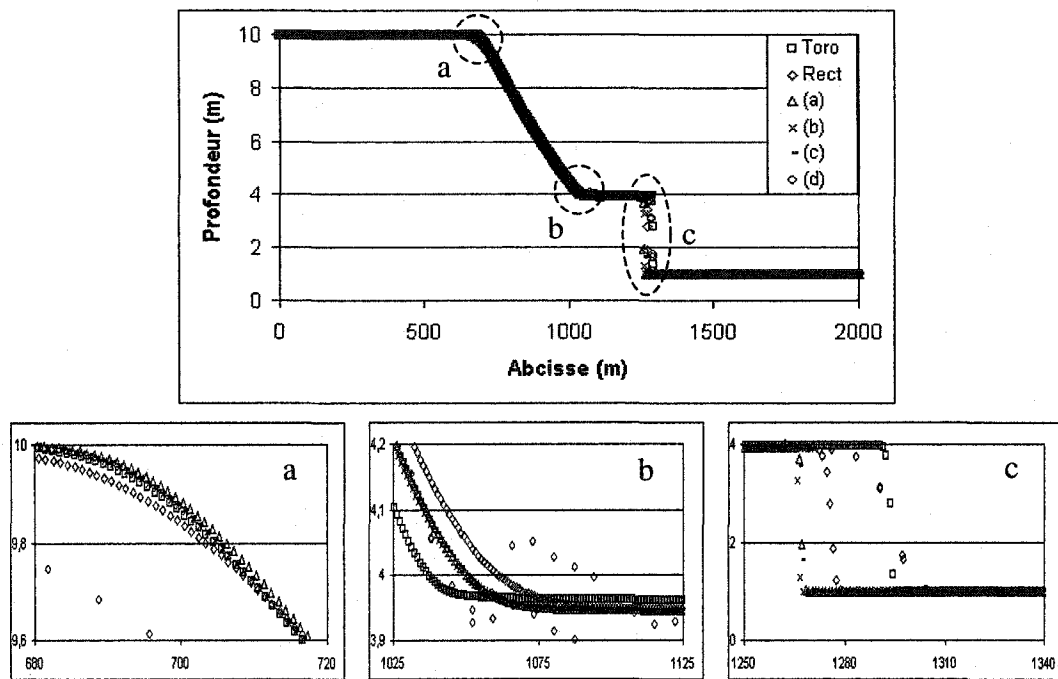 10
8
6
4
2
0
Profondeur (m)
0 500 1000 1500 2000
Abcisse (m)
a
b
c
Toro
Rect
(a)
(b)
(c)
(d)
10
9,8
9,6
680 700 720
a
4,2
4,1
4
3,9
1025 1075 1125
b
4
2
0
1250 1280 1310 1340
c